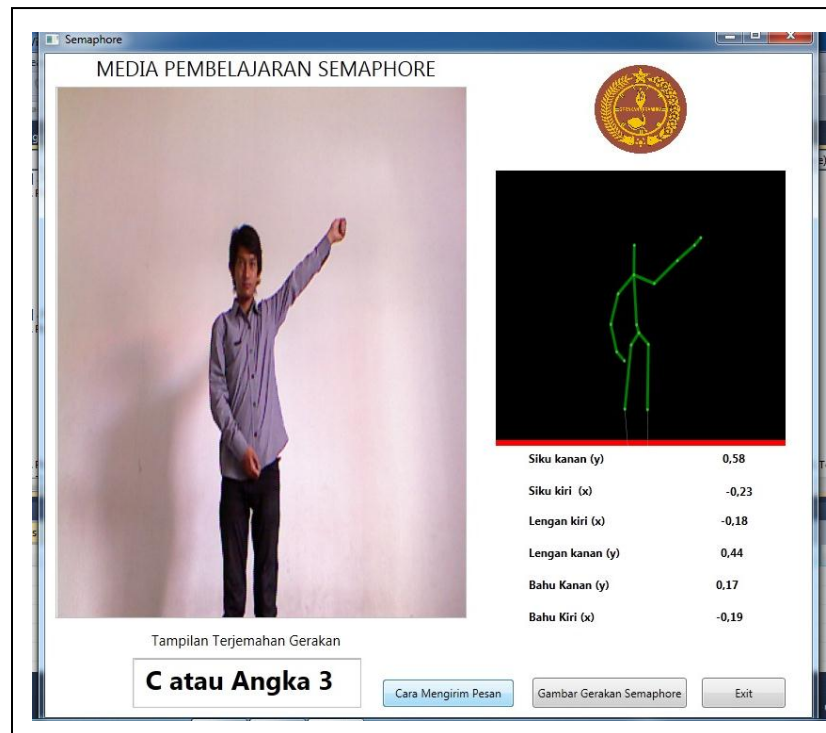 Semaphore
MEDIA PEMBELAJARAN SEMAPHORE
Siku kanan (y) 0,58
Siku kiri (x) -0,23
Lengan kiri (x) -0,18
Lengan kanan (y) 0,44
Bahu Kanan (y) 0,17
Bahu Kiri (x) -0,19
Tampilan Terjemahan Gerakan
C atau Angka 3
Cara Mengirim Pesan
Gambar Gerakan Semaphore
Exit